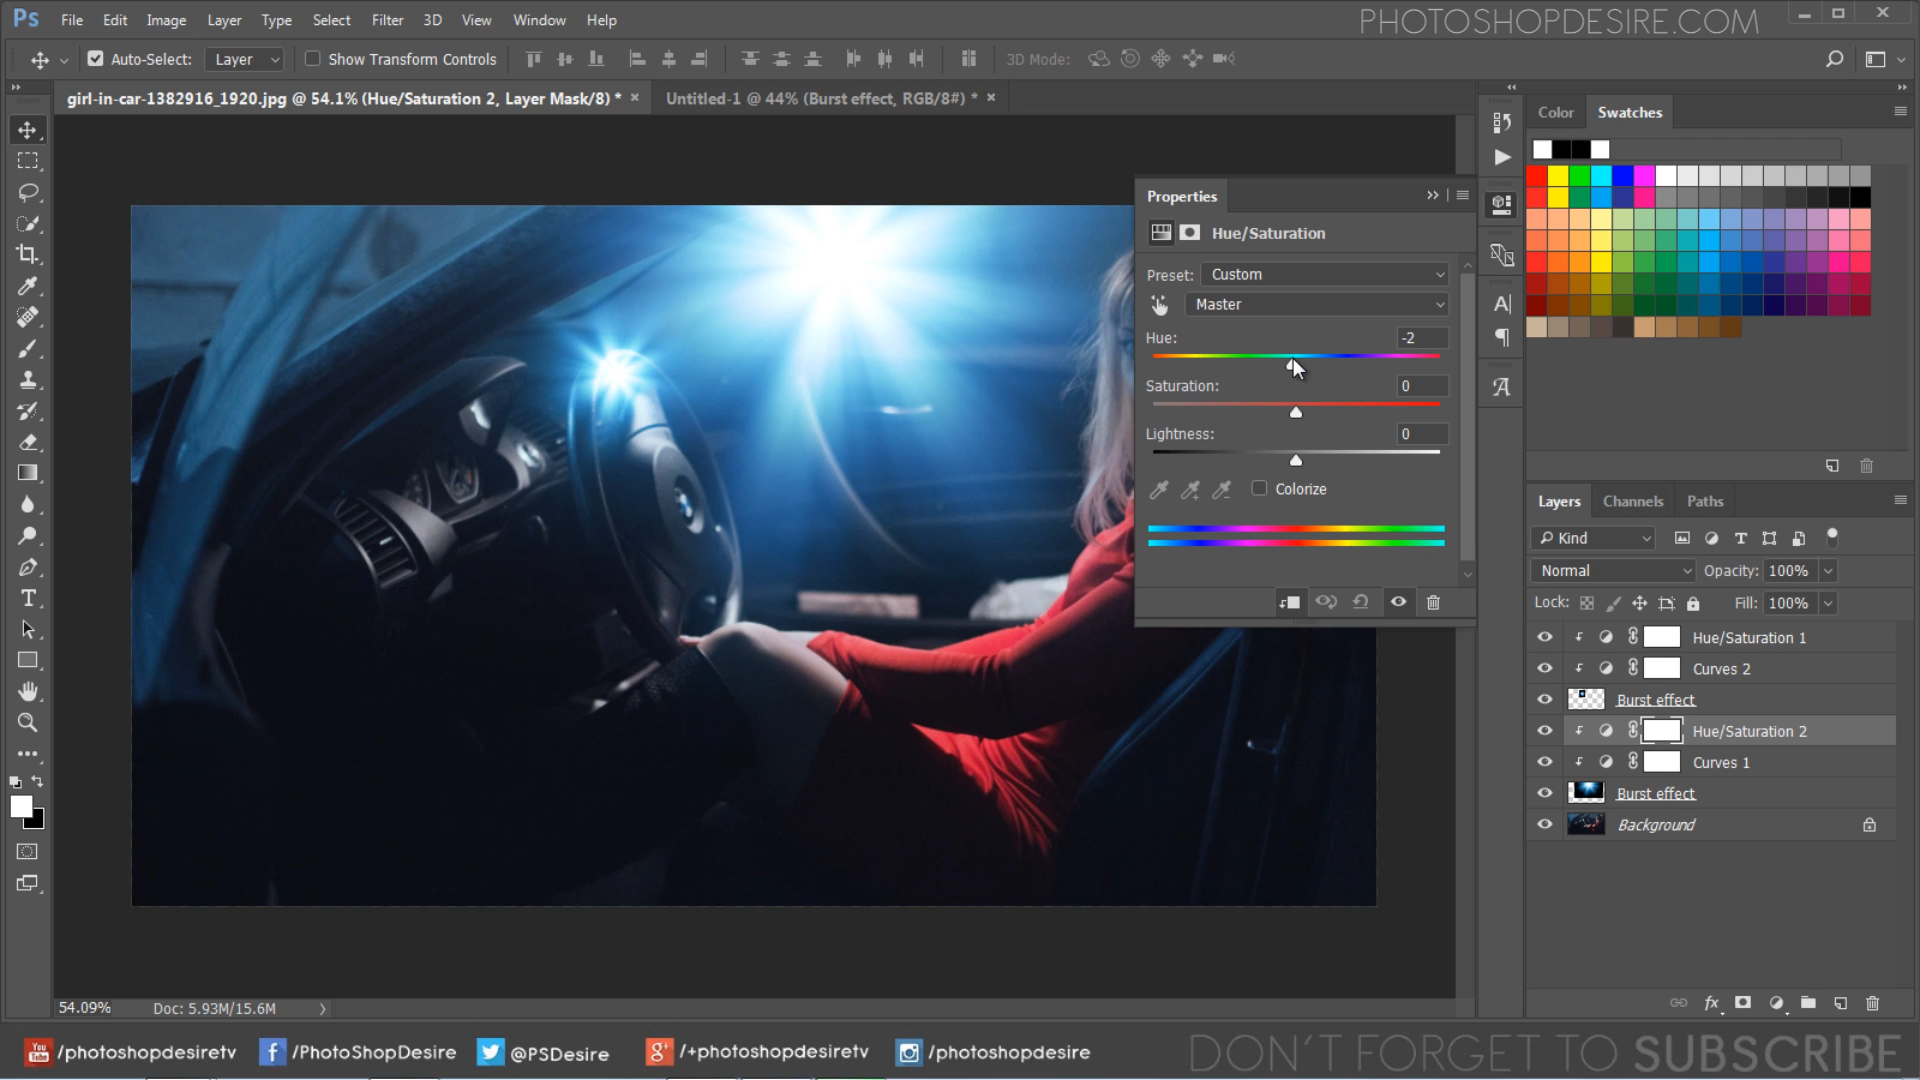 Ps File Edit Image Layer Type Select Filter 3D View Window Help
PHOTOSHOPDESIRE.COM
Auto-Select: Layer Show Transform Controls 3D Mode:
girl-in-car-1382916_1920.jpg @ 54.1% (Hue/Saturation 2, Layer Mask/8) * × Untitled-1 @ 44% (Burst effect, RGB/8#) * ×
Color Swatches
Properties
Hue/Saturation
Preset: Custom
Master
Hue: -2
Saturation: 0
Lightness: 0
Colorize
Layers Channels Paths
Kind
Normal Opacity: 100%
Lock: Fill: 100%
Hue/Saturation 1
Curves 2
Burst effect
Hue/Saturation 2
Curves 1
Burst effect
Background
54.09% Doc: 5.93M/15.6M
You Tube /photoshopdesiretv f /PhotoShopDesire @PSDesire g+ /+photoshopdesiretv /photoshopdesire
DON'T FORGET TO SUBSCRIBE